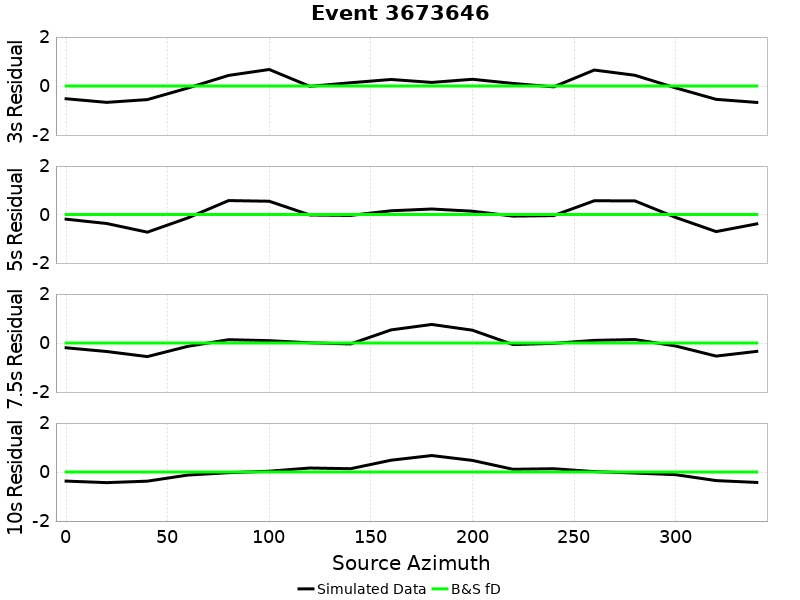 Event 3673646
3s Residual
2
0
-2
5s Residual
2
0
-2
7.5s Residual
2
0
-2
10s Residual
2
0
-2
0 50 100 150 200 250 300
Source Azimuth
Simulated Data B&S fD